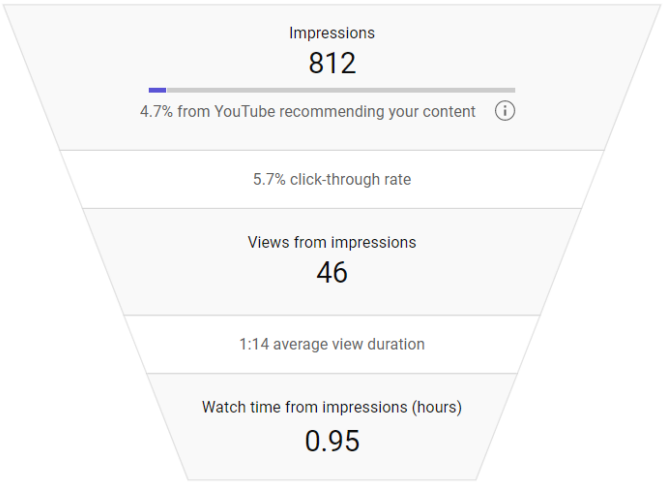 Impressions
812
4.7% from YouTube recommending your content
5.7% click-through rate
Views from impressions
46
1:14 average view duration
Watch time from impressions (hours)
0.95